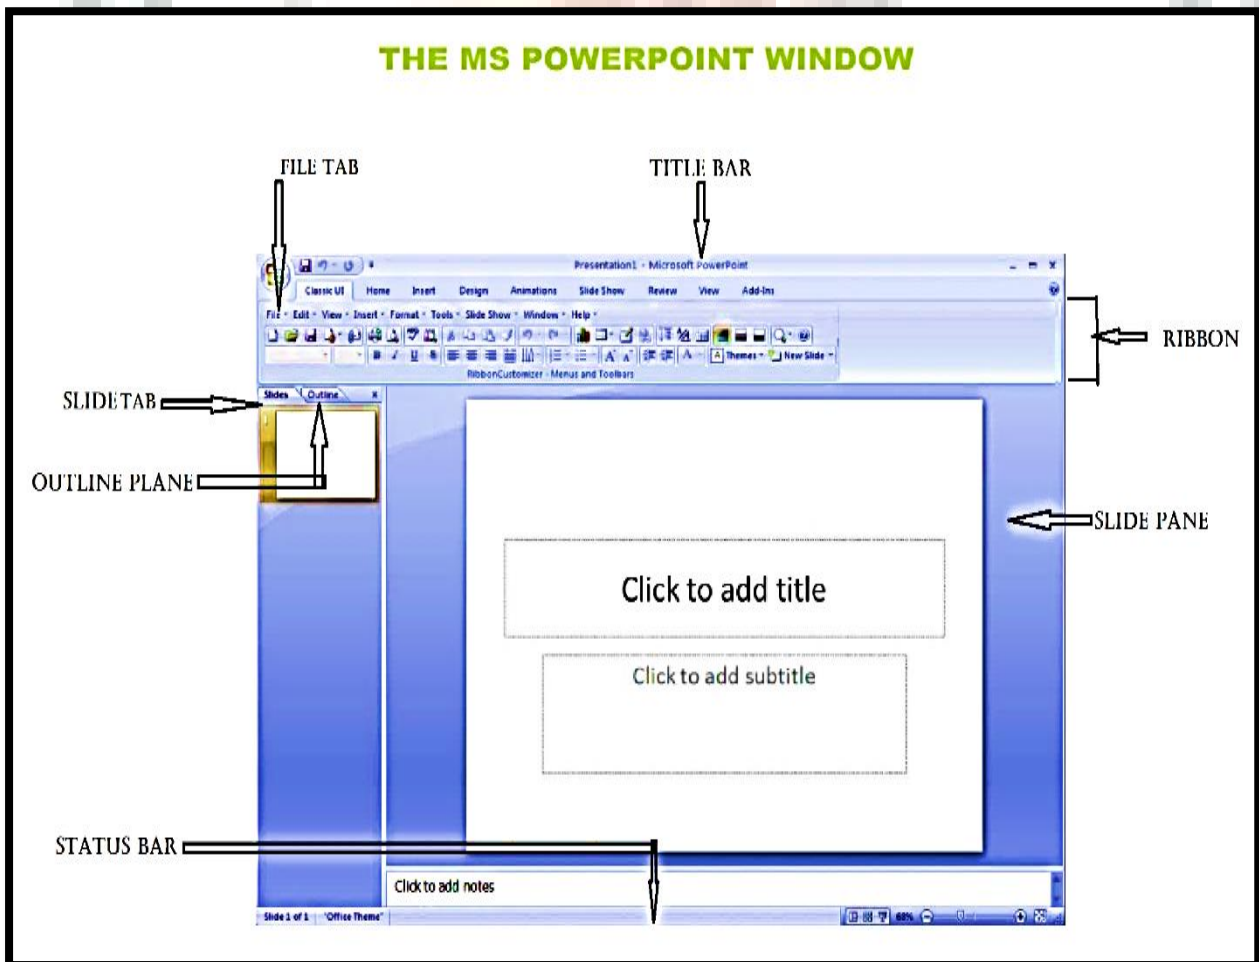 THE MS POWERPOINT WINDOW
FILE TAB
TITLE BAR
Presentation1 - Microsoft PowerPoint
Classic UI Home Insert Design Animations Slide Show Review View Add-Ins
File Edit View Insert Format Tools Slide Show Window Help
RIBBON
Themes New Slide
RibbonCustomizer - Menus and Toolbars
Slides Outline
SLIDE TAB
1
OUTLINE PLANE
SLIDE PANE
Click to add title
Click to add subtitle
STATUS BAR
Click to add notes
Slide 1 of 1 "Office Theme" 68%